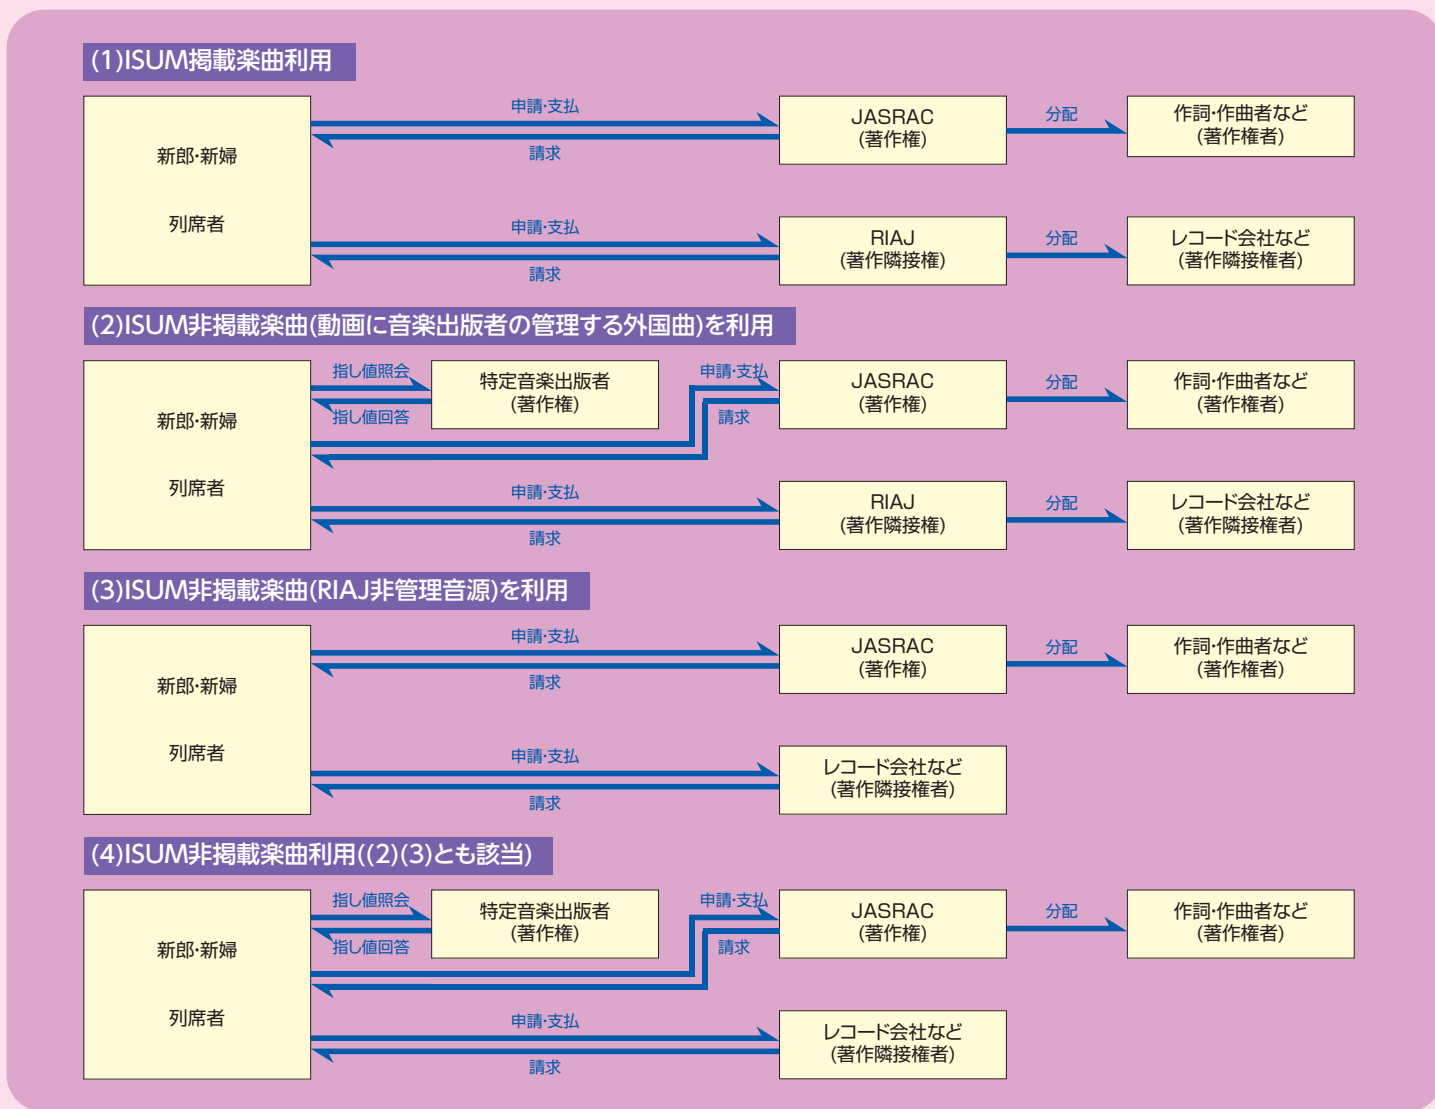 (1)ISUM掲載楽曲利用
新郎・新婦
列席者
申請・支払
請求
JASRAC
(著作権)
分配
作詞・作曲者など
(著作権者)
申請・支払
請求
RIAJ
(著作隣接権)
分配
レコード会社など
(著作隣接権者)
(2)ISUM非掲載楽曲(動画に音楽出版者の管理する外国曲)を利用
新郎・新婦
列席者
指し値照会
指し値回答
特定音楽出版者
(著作権)
申請・支払
請求
JASRAC
(著作権)
分配
作詞・作曲者など
(著作権者)
申請・支払
請求
RIAJ
(著作隣接権)
分配
レコード会社など
(著作隣接権者)
(3)ISUM非掲載楽曲(RIAJ非管理音源)を利用
新郎・新婦
列席者
申請・支払
請求
JASRAC
(著作権)
分配
作詞・作曲者など
(著作権者)
申請・支払
請求
レコード会社など
(著作隣接権者)
(4)ISUM非掲載楽曲利用((2)(3)とも該当)
新郎・新婦
列席者
指し値照会
指し値回答
特定音楽出版者
(著作権)
申請・支払
請求
JASRAC
(著作権)
分配
作詞・作曲者など
(著作権者)
申請・支払
請求
レコード会社など
(著作隣接権者)